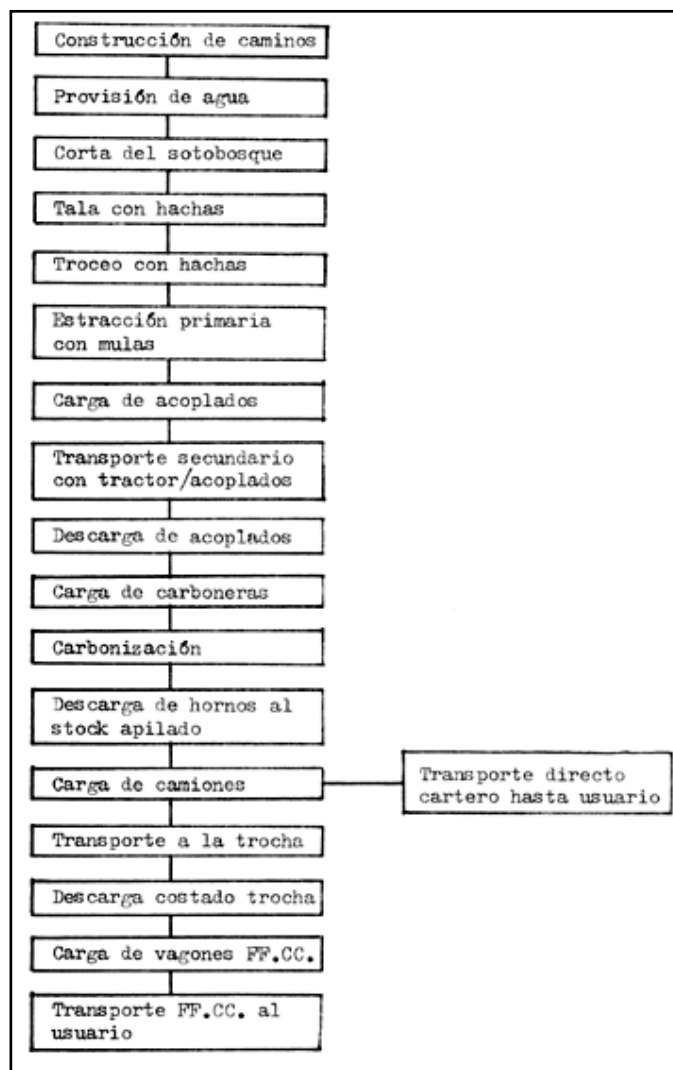 Construcción de caminos
Provisión de agua
Corta del sotobosque
Tala con hachas
Troceo con hachas
Estracción primaria
con mulas
Carga de acoplados
Transporte secundario
con tractor/acoplados
Descarga de acoplados
Carga de carboneras
Carbonización
Descarga de hornos al
stock apilado
Carga de camiones
Transporte directo
cartero hasta usuario
Transporte a la trocha
Descarga costado trocha
Carga de vagones FF.CC.
Transporte FF.CC. al
usuario